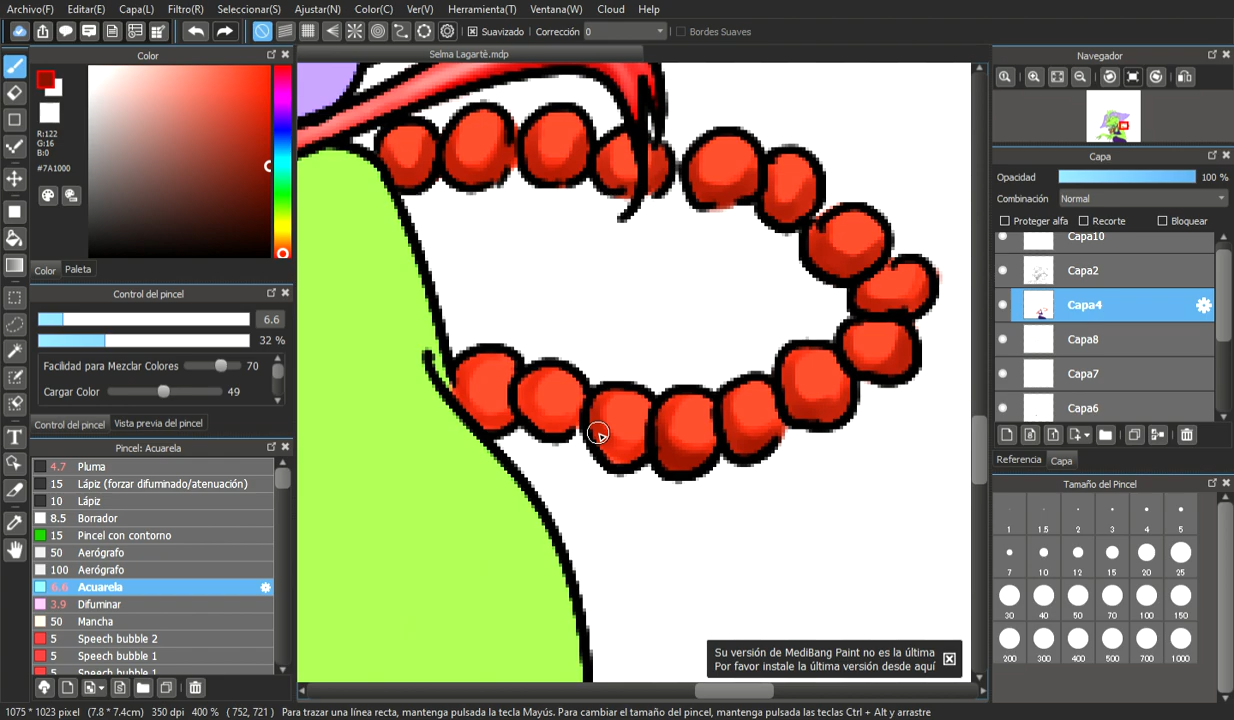 Archivo(F) Editar(E) Capa(L) Filtro(R) Seleccionar(S) Ajustar(N) Color(C) Ver(V) Herramienta(T) Ventana(W) Cloud Help
Suavizado Corrección 0 Bordes Suaves
Color
R:122
G:16
B:0
#7A1000
Color Paleta
Control del pincel
6.6
32 %
Facilidad para Mezclar Colores 70
Cargar Color 49
Control del pincel Vista previa del pincel
Pincel: Acuarela
4.7 Pluma
15 Lápiz (forzar difuminado/atenuación)
10 Lápiz
8.5 Borrador
15 Pincel con contorno
50 Aerógrafo
100 Aerógrafo
6.6 Acuarela
3.9 Difuminar
50 Mancha
5 Speech bubble 2
5 Speech bubble 1
5 Speech bubble 1
Selma Lagartê.mdp
Su versión de MediBang Paint no es la última
Por favor instale la última versión desde aquí
Navegador
Capa
Opacidad 100 %
Combinación Normal
Proteger alfa Recorte Bloquear
Capa10
Capa2
Capa4
Capa8
Capa7
Capa6
Referencia Capa
Tamaño del Pincel
1 1.5 2 3 4 5
7 10 12 15 20 25
30 40 50 70 100 150
200 300 400 500 700 1000
1075 * 1023 pixel (7.8 * 7.4cm) 350 dpi 400 % ( 752, 721 ) Para trazar una línea recta, mantenga pulsada la tecla Mayús. Para cambiar el tamaño del pincel, mantenga pulsada las teclas Ctrl + Alt y arrastre